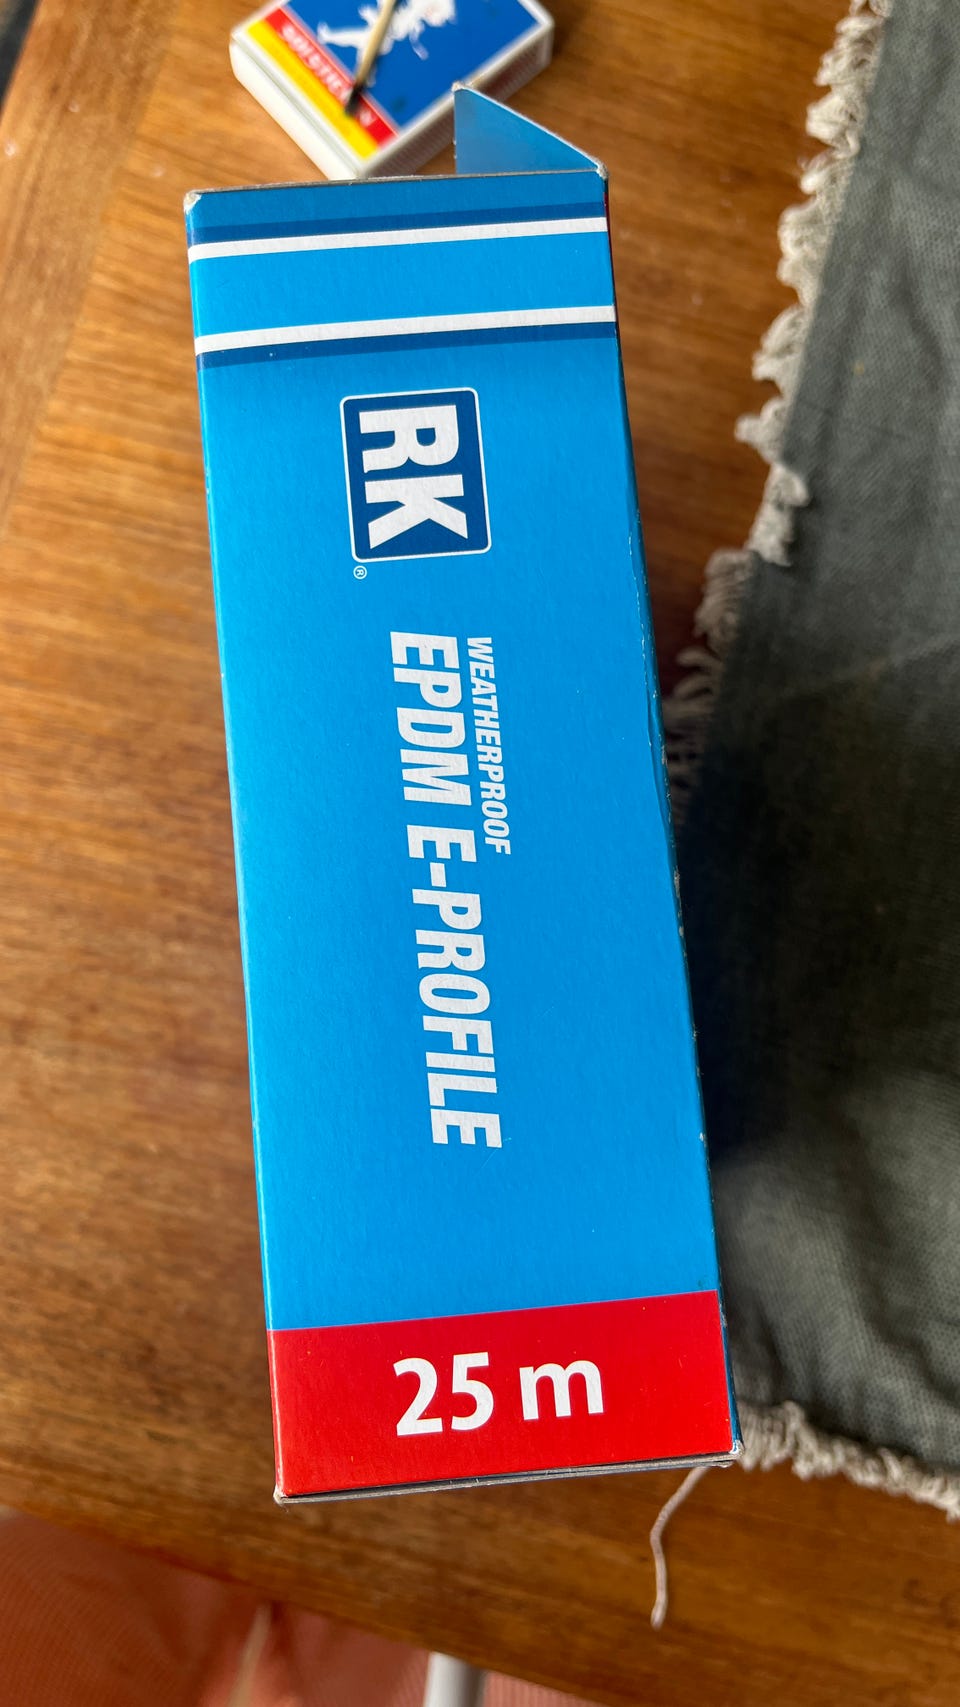 RK
®
WEATHERPROOF
EPDM E-PROFILE
25 m